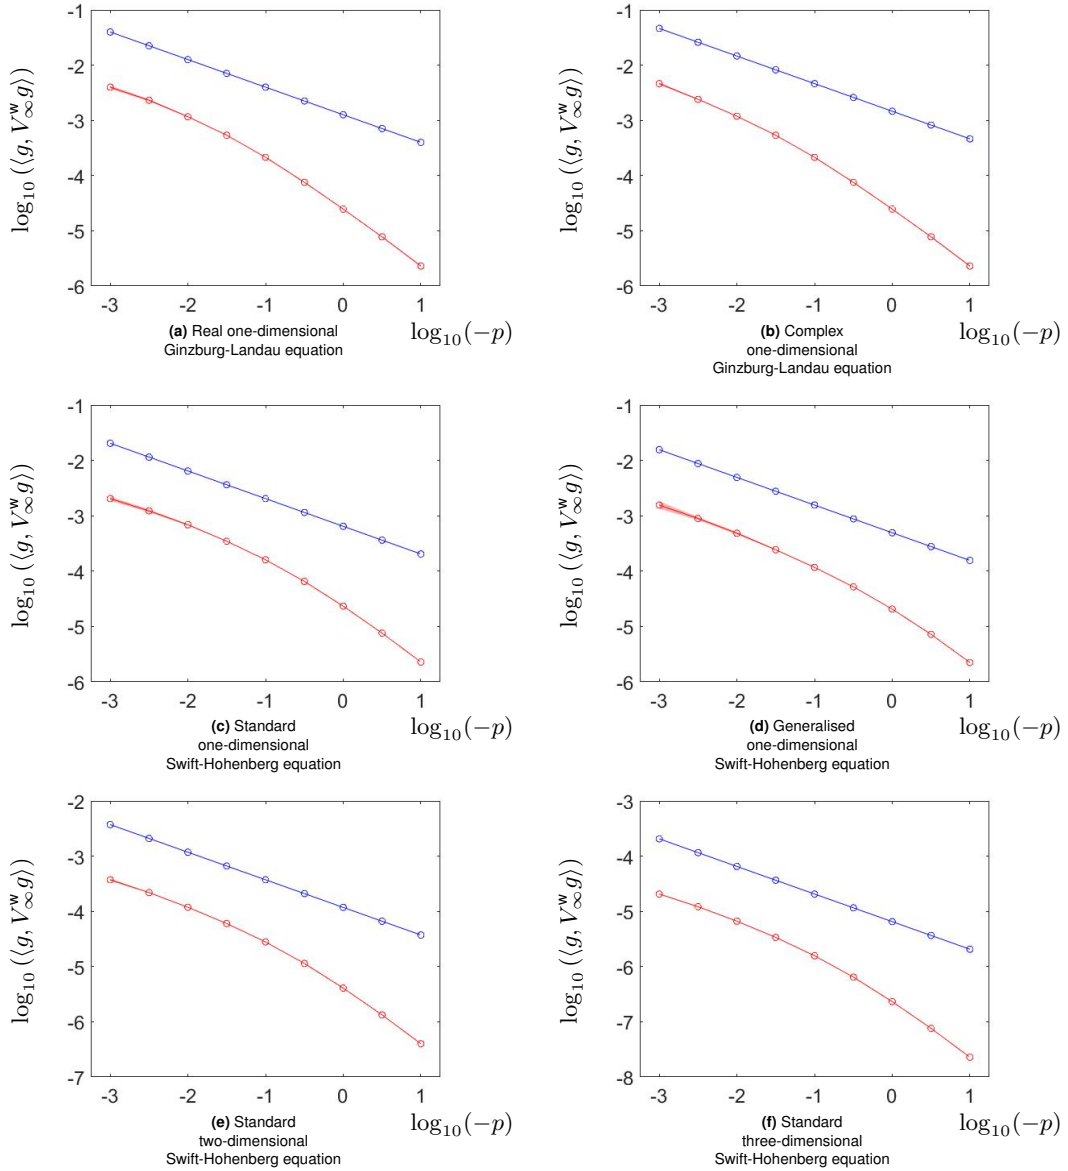 -1
-2
-3
-4
-5
-6
log₁₀ (⟨g, V∞ʷ g⟩)
-3 -2 -1 0 1
log₁₀(−p)
(a) Real one-dimensional
Ginzburg-Landau equation
-1
-2
-3
-4
-5
-6
log₁₀ (⟨g, V∞ʷ g⟩)
-3 -2 -1 0 1
log₁₀(−p)
(b) Complex
one-dimensional
Ginzburg-Landau equation
-1
-2
-3
-4
-5
-6
log₁₀ (⟨g, V∞ʷ g⟩)
-3 -2 -1 0 1
log₁₀(−p)
(c) Standard
one-dimensional
Swift-Hohenberg equation
-1
-2
-3
-4
-5
-6
log₁₀ (⟨g, V∞ʷ g⟩)
-3 -2 -1 0 1
log₁₀(−p)
(d) Generalised
one-dimensional
Swift-Hohenberg equation
-2
-3
-4
-5
-6
-7
log₁₀ (⟨g, V∞ʷ g⟩)
-3 -2 -1 0 1
log₁₀(−p)
(e) Standard
two-dimensional
Swift-Hohenberg equation
-3
-4
-5
-6
-7
-8
log₁₀ (⟨g, V∞ʷ g⟩)
-3 -2 -1 0 1
log₁₀(−p)
(f) Standard
three-dimensional
Swift-Hohenberg equation